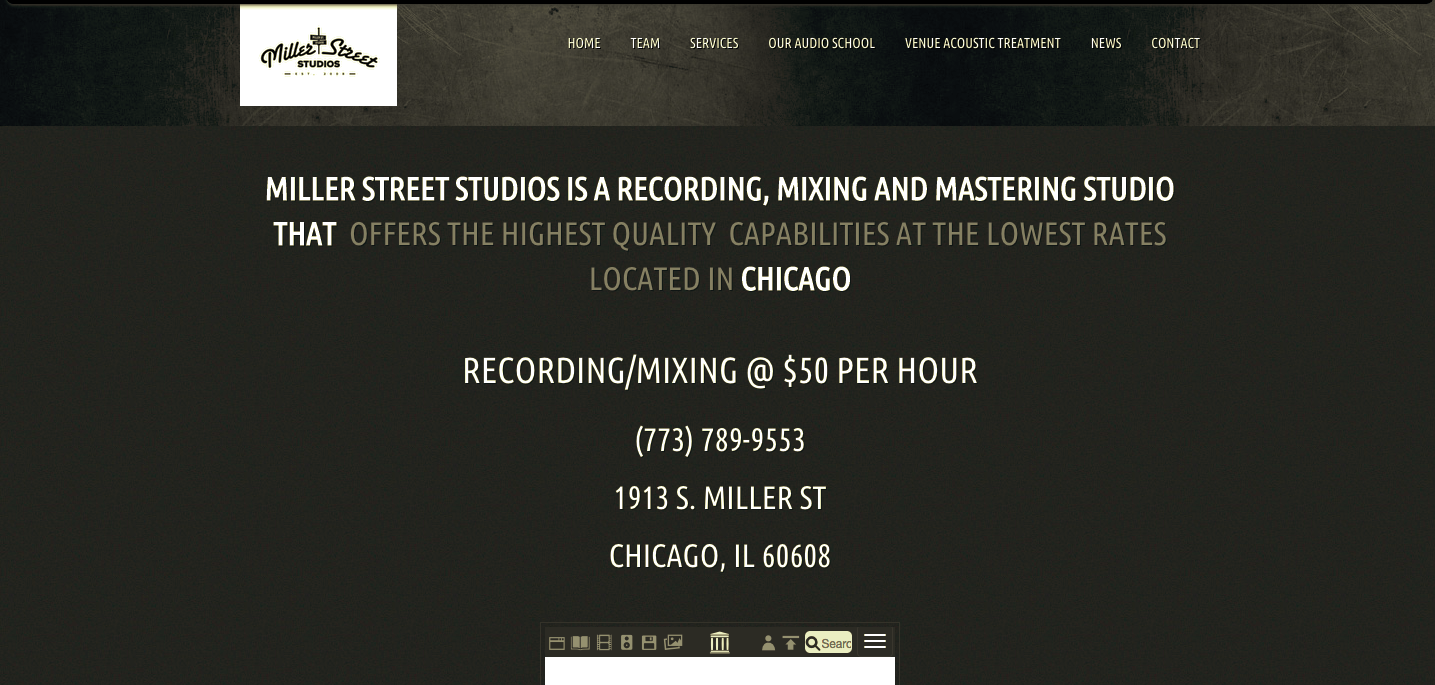 Miller Street
STUDIOS
HOME TEAM SERVICES OUR AUDIO SCHOOL VENUE ACOUSTIC TREATMENT NEWS CONTACT
MILLER STREET STUDIOS IS A RECORDING, MIXING AND MASTERING STUDIO
THAT OFFERS THE HIGHEST QUALITY CAPABILITIES AT THE LOWEST RATES
LOCATED IN CHICAGO
RECORDING/MIXING @ $50 PER HOUR
(773) 789-9553
1913 S. MILLER ST
CHICAGO, IL 60608
Searc